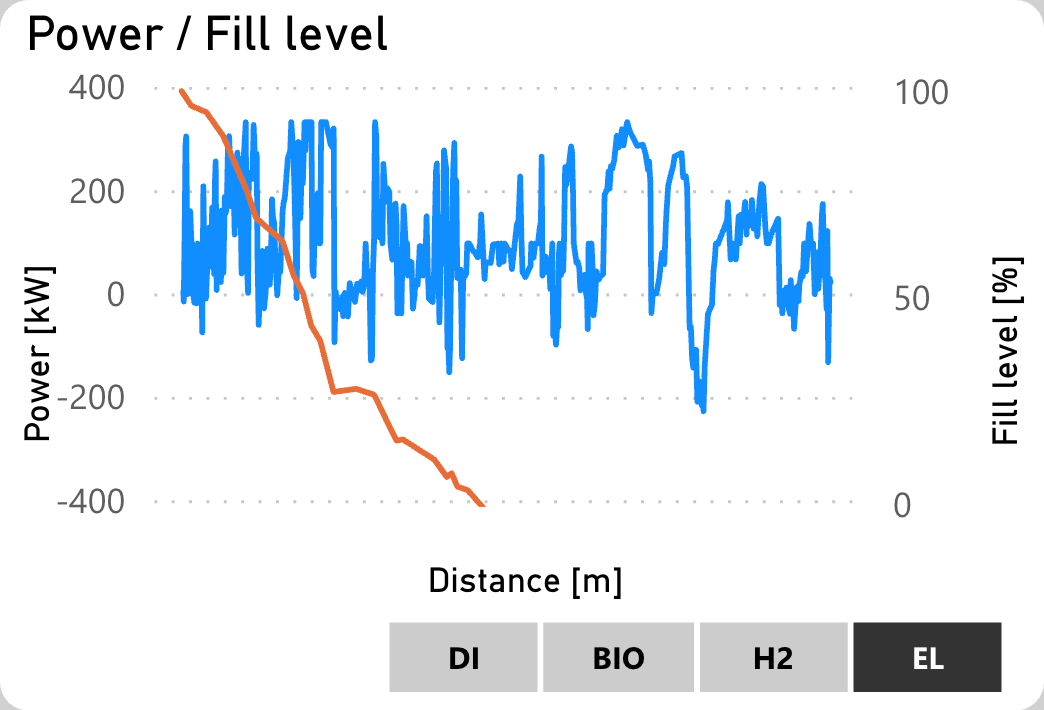 Power / Fill level
400
200
0
-200
-400
Power [kW]
100
50
0
Fill level [%]
Distance [m]
DI
BIO
H2
EL